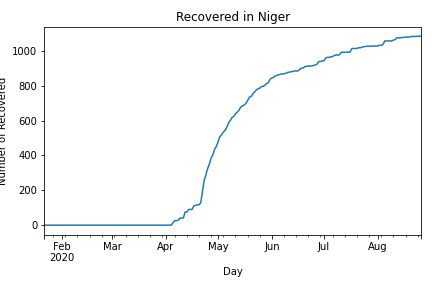 Recovered in Niger
Number of Recovered
1000
800
600
400
200
0
Feb
2020
Mar
Apr
May
Jun
Jul
Aug
Day